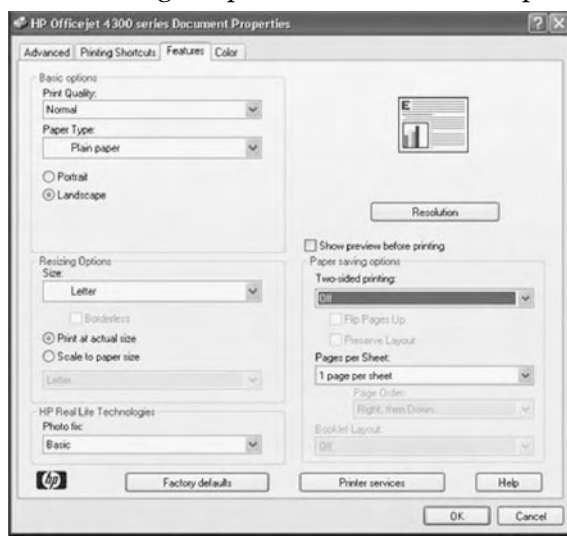 HP Officejet 4300 series Document Properties
Advanced Printing Shortcuts Features Color
Basic options
Print Quality:
Normal
Paper Type:
Plain paper
Portrait
Landscape
E
Resolution
Show preview before printing
Resizing Options
Size:
Letter
Borderless
Print at actual size
Scale to paper size
Letter
Paper saving options
Two-sided printing:
Off
Flip Pages Up
Preserve Layout
Pages per Sheet:
1 page per sheet
Page Order:
Right, then Down
Booklet Layout:
Off
HP Real Life Technologies
Photo fix:
Basic
hp
Factory defaults
Printer services
Help
OK
Cancel